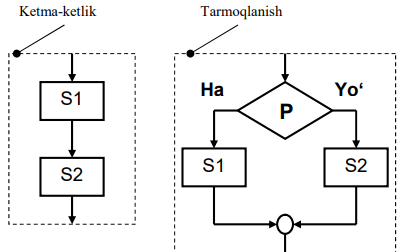 Ketma-ketlik
S1
S2
Tarmoqlanish
Ha
P
Yo‘
S1
S2